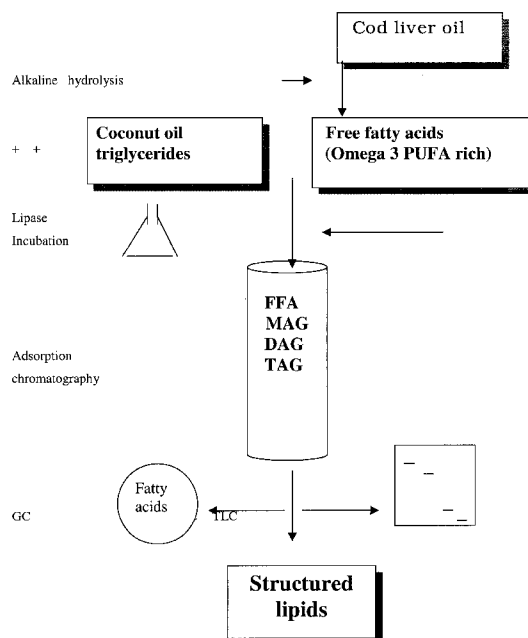 Cod liver oil
Alkaline hydrolysis
Coconut oil
triglycerides
Free fatty acids
(Omega 3 PUFA rich)
+ +
Lipase
Incubation
FFA
MAG
DAG
TAG
Adsorption
chromatography
Fatty
acids
GC
TLC
Structured
lipids